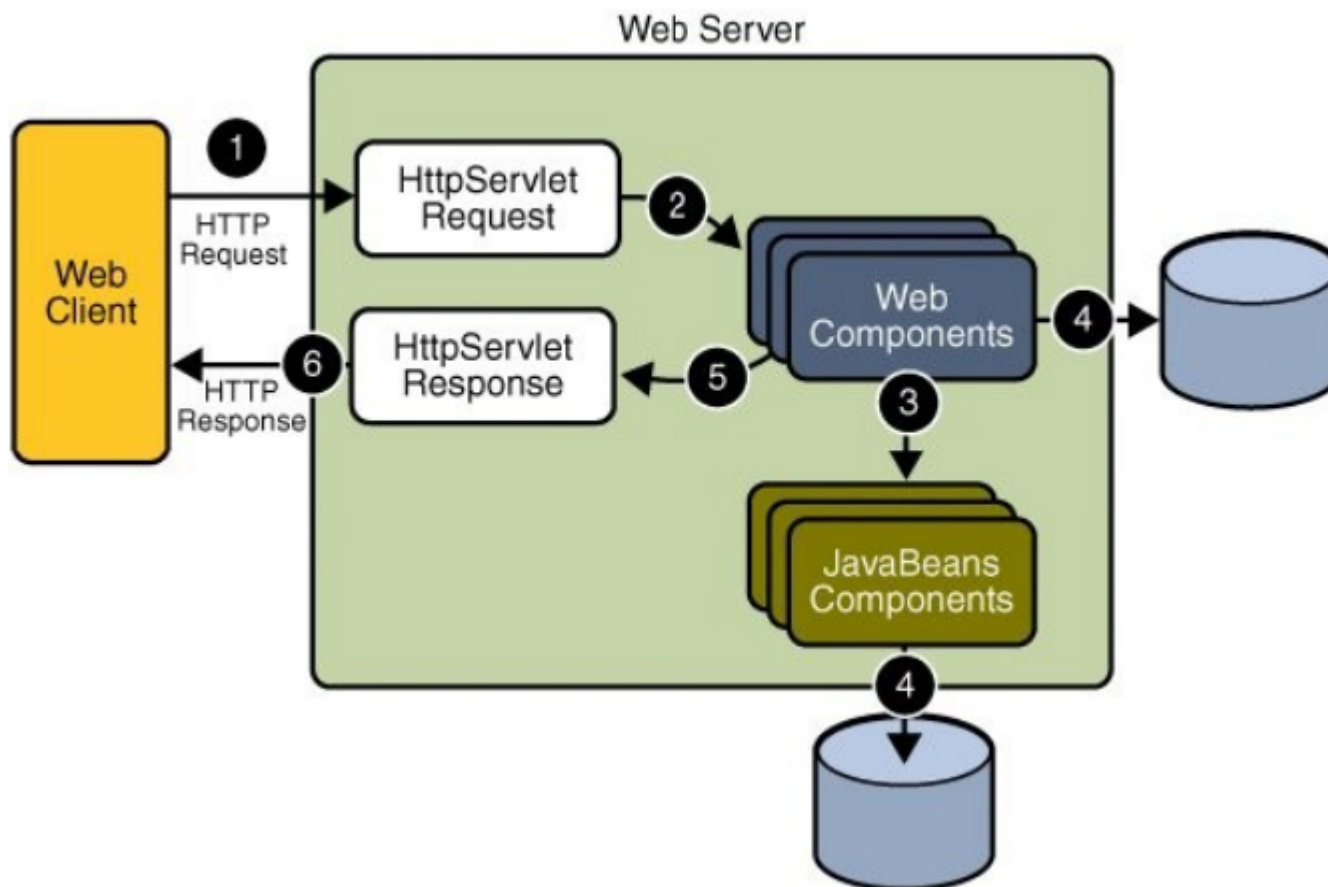 Web Server
1
HTTP
Request
Web
Client
HttpServlet
Request
2
Web
Components
4
HttpServlet
Response
6
HTTP
Response
5
3
JavaBeans
Components
4